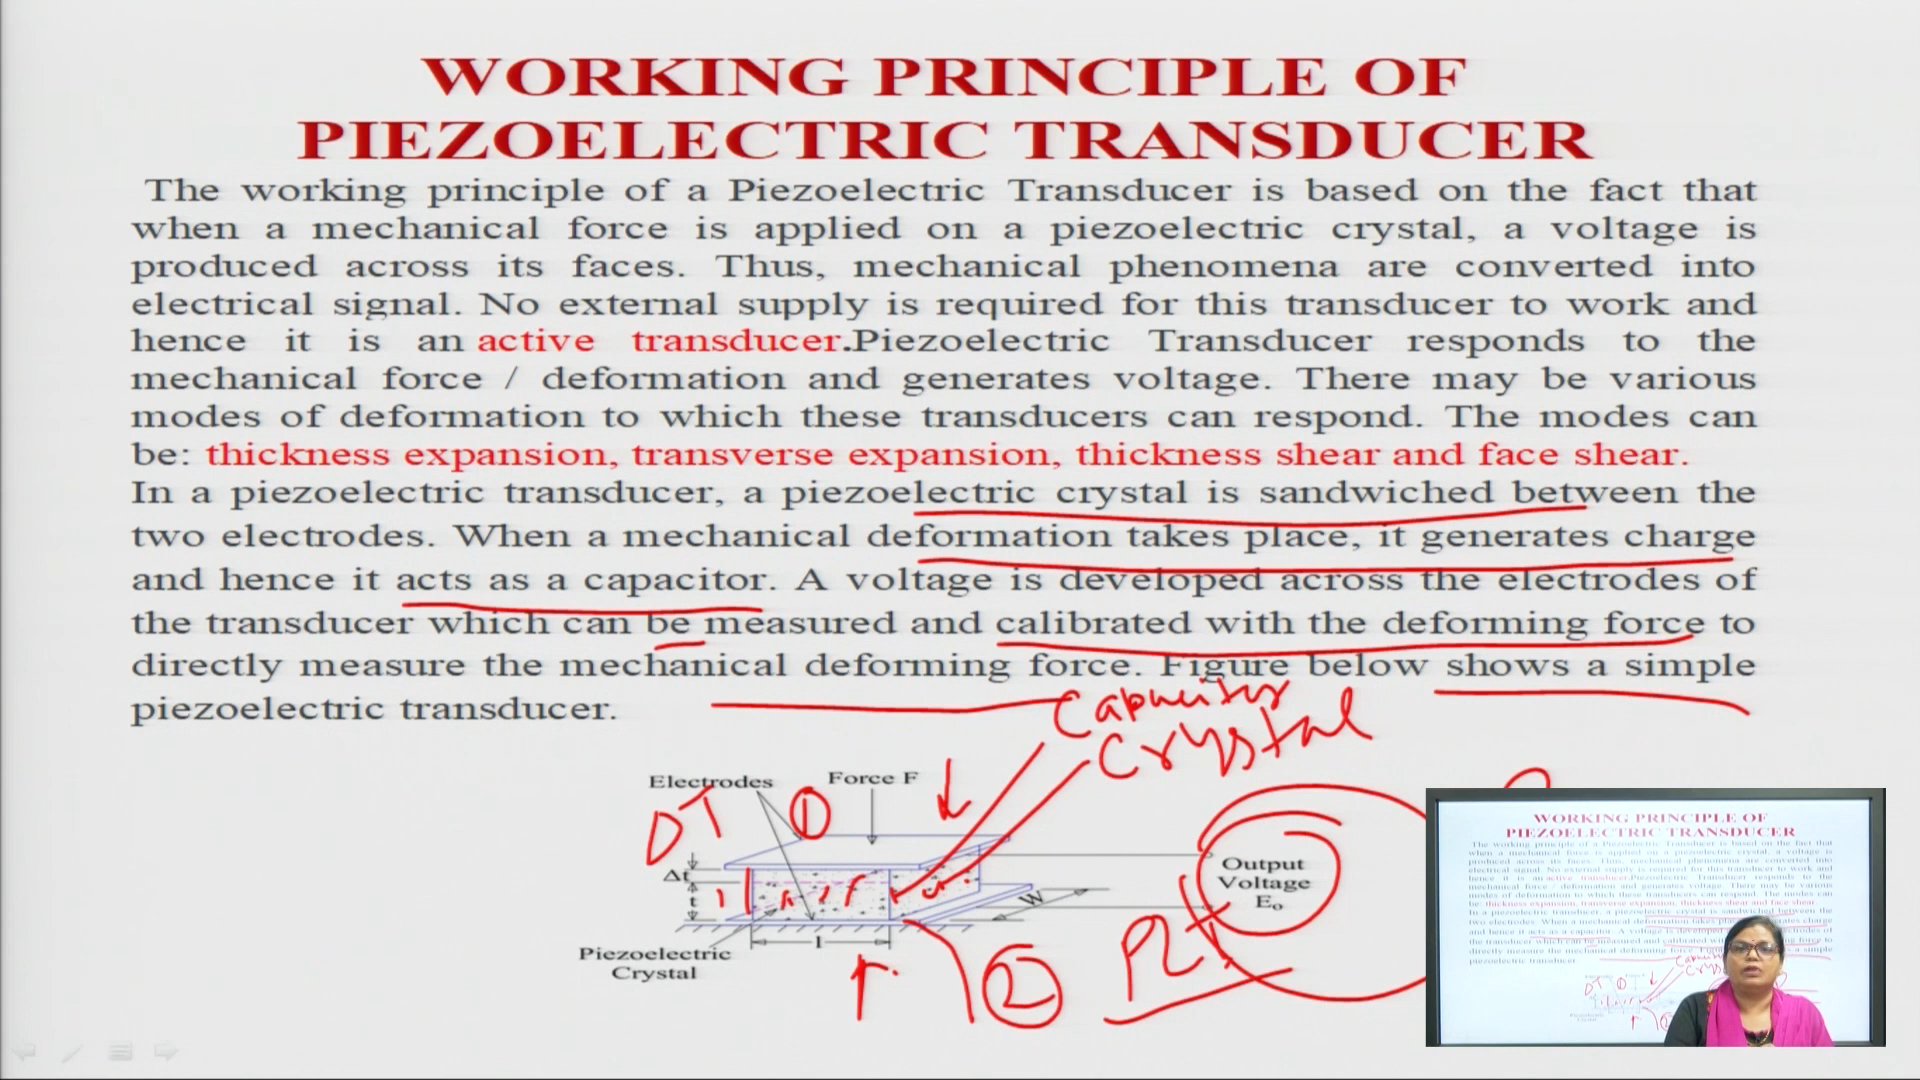 WORKING PRINCIPLE OF
PIEZOELECTRIC TRANSDUCER
The working principle of a Piezoelectric Transducer is based on the fact that
when a mechanical force is applied on a piezoelectric crystal, a voltage is
produced across its faces. Thus, mechanical phenomena are converted into
electrical signal. No external supply is required for this transducer to work and
hence it is an active transducer.Piezoelectric Transducer responds to the
mechanical force / deformation and generates voltage. There may be various
modes of deformation to which these transducers can respond. The modes can
be: thickness expansion, transverse expansion, thickness shear and face shear.
In a piezoelectric transducer, a piezoelectric crystal is sandwiched between the
two electrodes. When a mechanical deformation takes place, it generates charge
and hence it acts as a capacitor. A voltage is developed across the electrodes of
the transducer which can be measured and calibrated with the deforming force to
directly measure the mechanical deforming force. Figure below shows a simple
piezoelectric transducer.
Capacitor
Crystal
Electrodes
Force F
DT
1
Δt
t
l
W
Output
Voltage
E₀
Piezoelectric
Crystal
2
WORKING PRINCIPLE OF
PIEZOELECTRIC TRANSDUCER